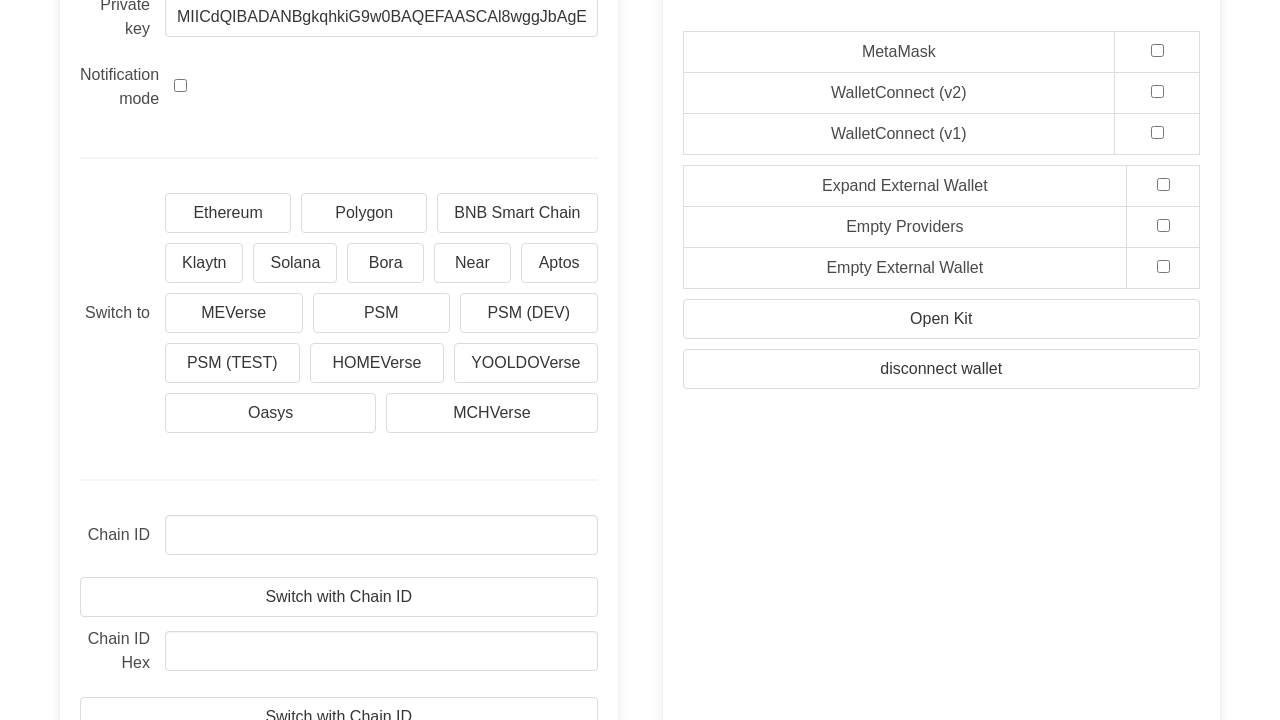 Private
key
MIICdQIBADANBgkqhkiG9w0BAQEFAASCAl8wggJbAgE
Notification
mode
Switch to
Ethereum
Polygon
BNB Smart Chain
Klaytn
Solana
Bora
Near
Aptos
MEVerse
PSM
PSM (DEV)
PSM (TEST)
HOMEVerse
YOOLDOVerse
Oasys
MCHVerse
Chain ID
Switch with Chain ID
Chain ID
Hex
Switch with Chain ID
MetaMask
WalletConnect (v2)
WalletConnect (v1)
Expand External Wallet
Empty Providers
Empty External Wallet
Open Kit
disconnect wallet